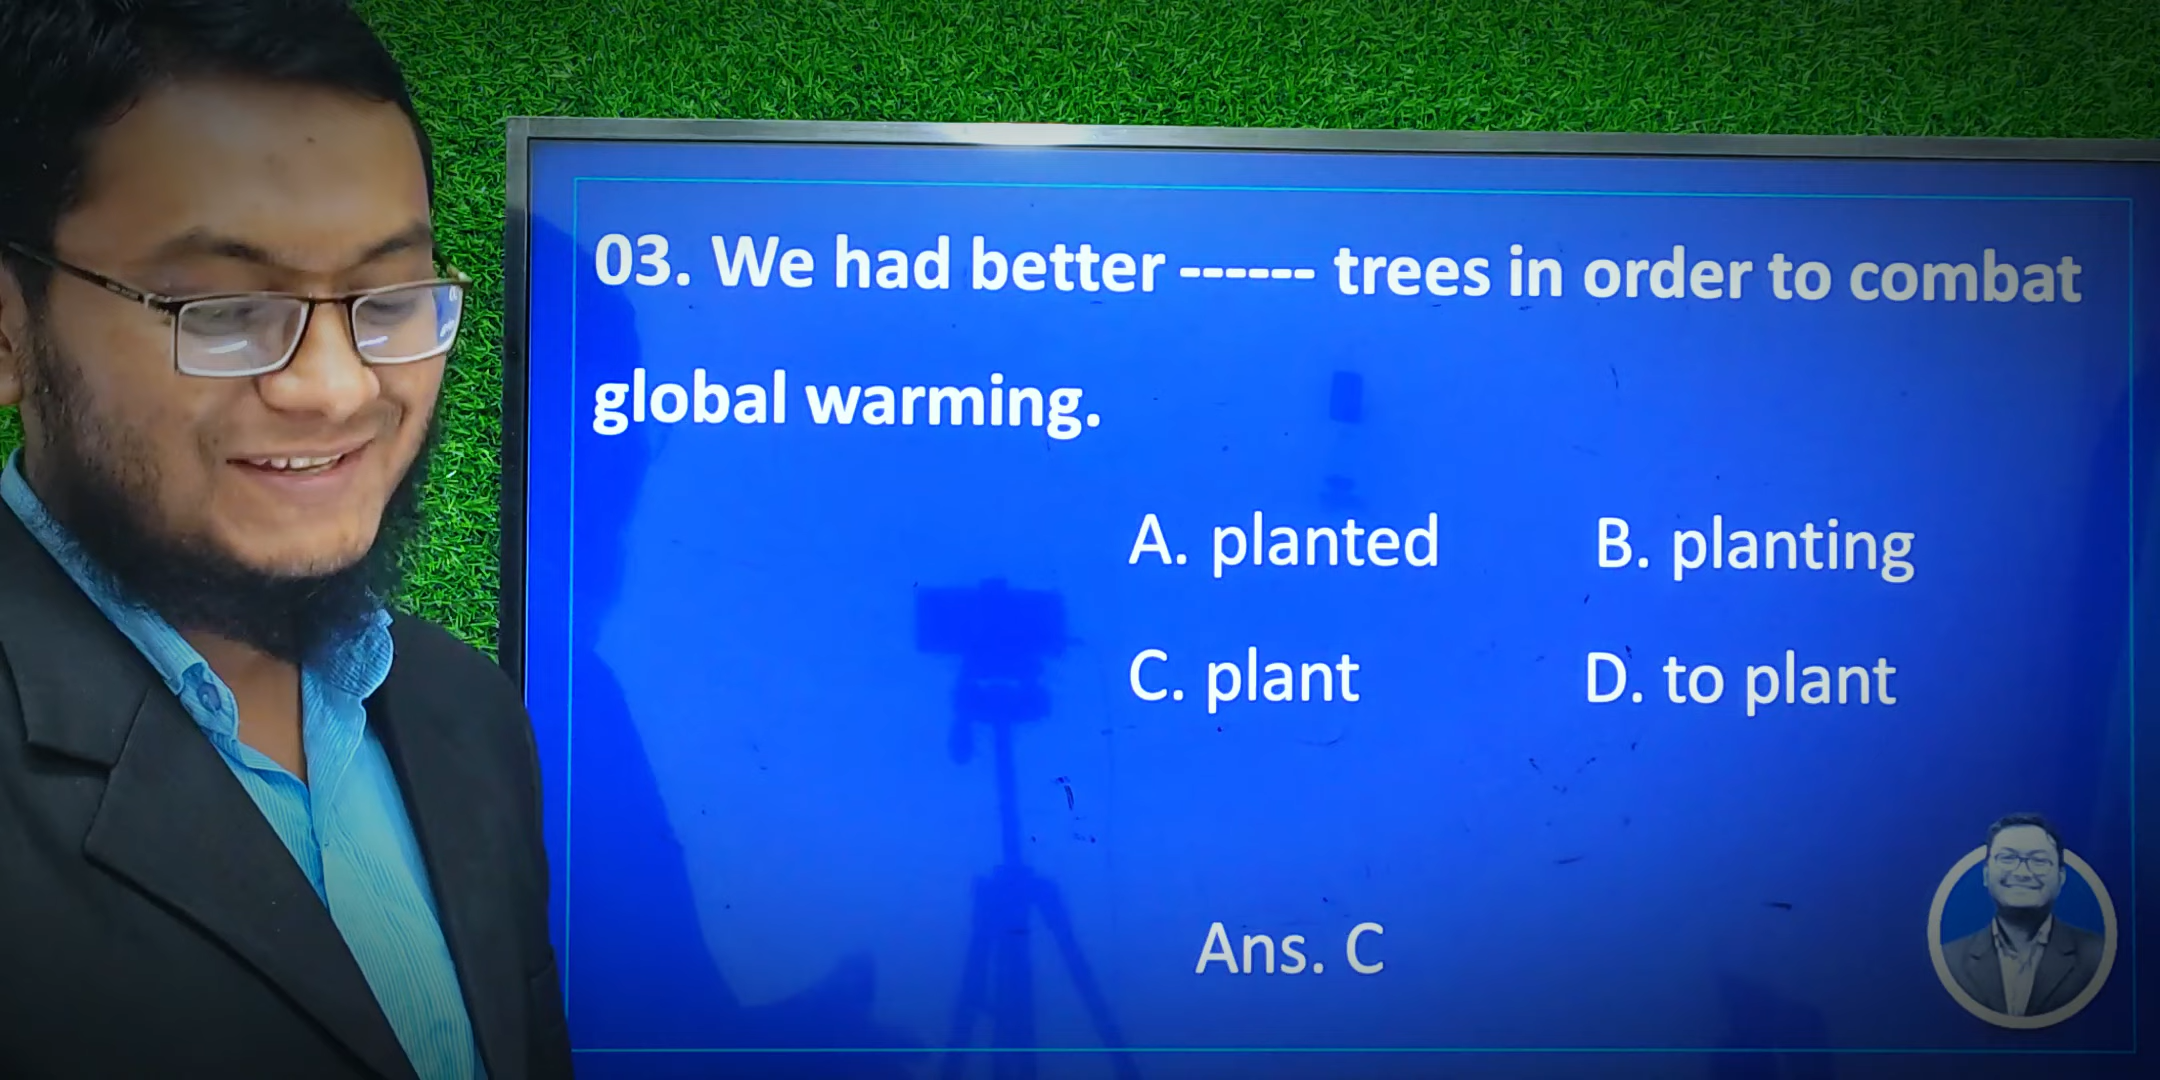 03. We had better ------ trees in order to combat
global warming.
A. planted B. planting
C. plant D. to plant
Ans. C